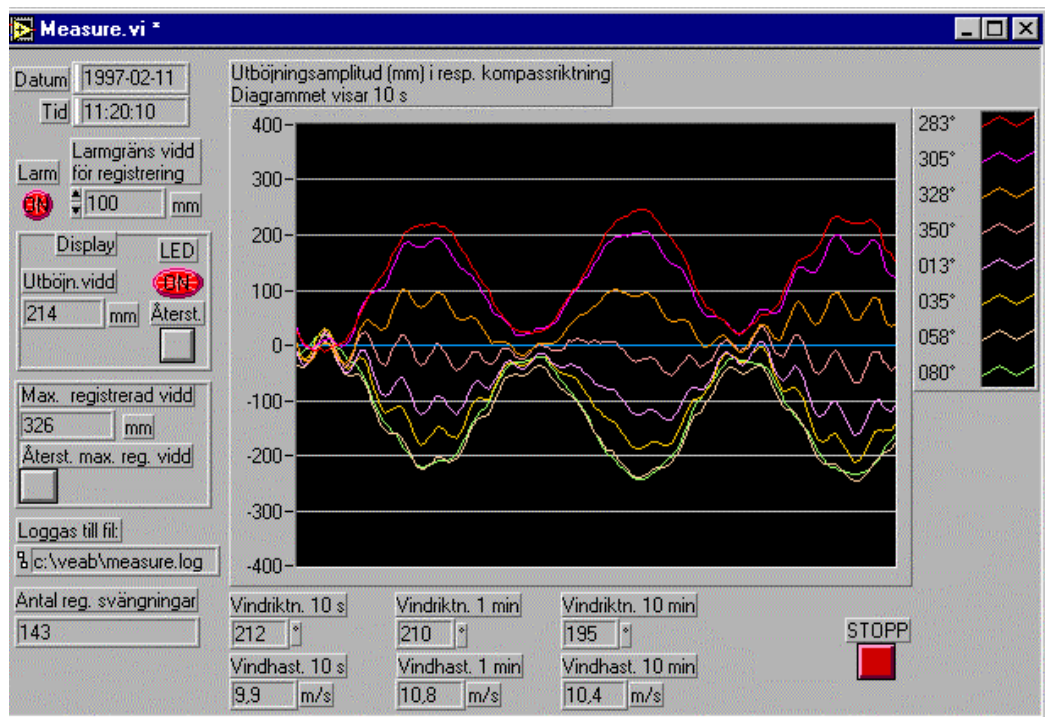 Measure.vi *
Datum 1997-02-11
Tid 11:20:10
Larm
Larmgräns vidd
för registrering
ON
100 mm
Display
LED
Utböjn.vidd
ON
214 mm
Återst.
Max. registrerad vidd
326 mm
Återst. max. reg. vidd
Loggas till fil:
c:\veab\measure.log
Antal reg. svängningar
143
Utböjningsamplitud (mm) i resp. kompassriktning
Diagrammet visar 10 s
400
300
200
100
0
-100
-200
-300
-400
283°
305°
328°
350°
013°
035°
058°
080°
Vindriktn. 10 s
212 °
Vindriktn. 1 min
210 °
Vindriktn. 10 min
195 °
Vindhast. 10 s
9,9 m/s
Vindhast. 1 min
10,8 m/s
Vindhast. 10 min
10,4 m/s
STOPP